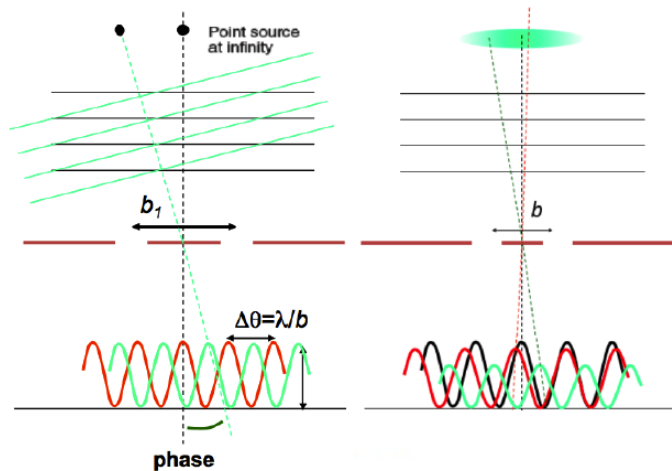 Point source
at infinity
b₁
b
Δθ=λ/b
phase